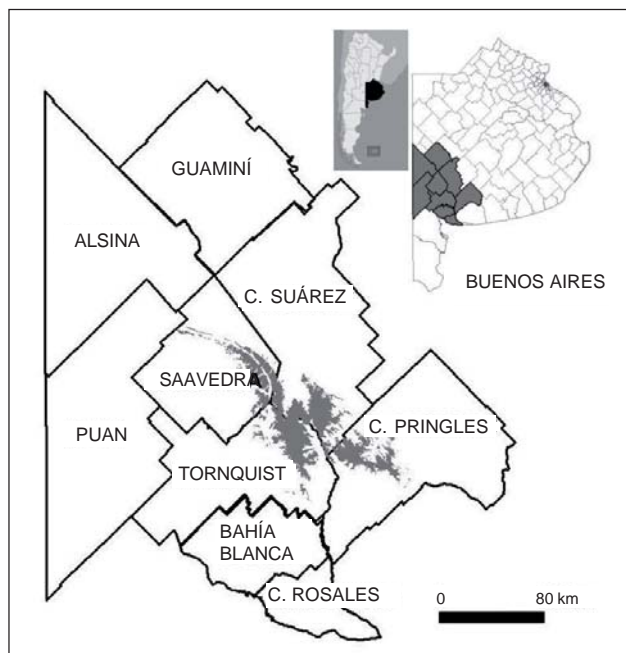 GUAMINÍ
ALSINA
C. SUÁREZ
BUENOS AIRES
SAAVEDRA
PUAN
C. PRINGLES
TORNQUIST
BAHÍA
BLANCA
C. ROSALES
0 80 km